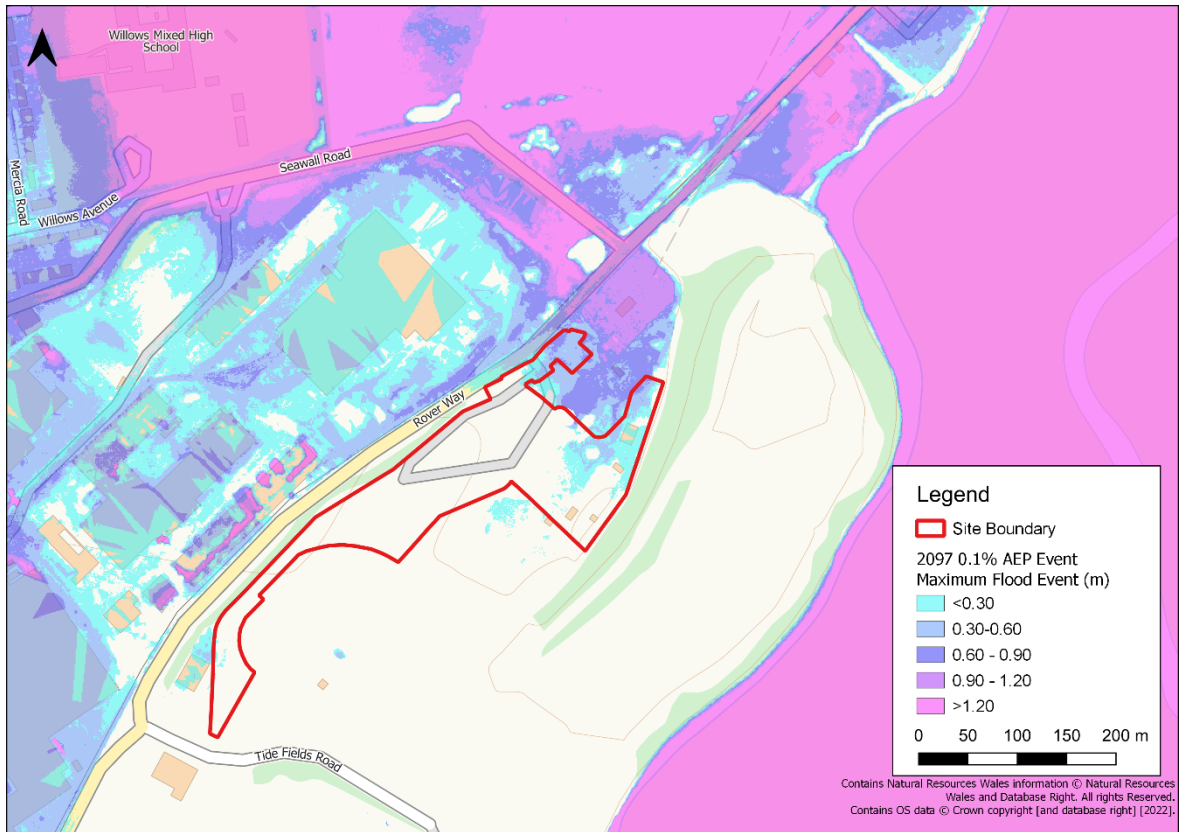 Willows Mixed High
School
Seawall Road
Mercia Road
Willows Avenue
Rover Way
Tide Fields Road
Legend
Site Boundary
2097 0.1% AEP Event
Maximum Flood Event (m)
<0.30
0.30-0.60
0.60 - 0.90
0.90 - 1.20
>1.20
0 50 100 150 200 m
Contains Natural Resources Wales information © Natural Resources
Wales and Database Right. All rights Reserved.
Contains OS data © Crown copyright [and database right] [2022].